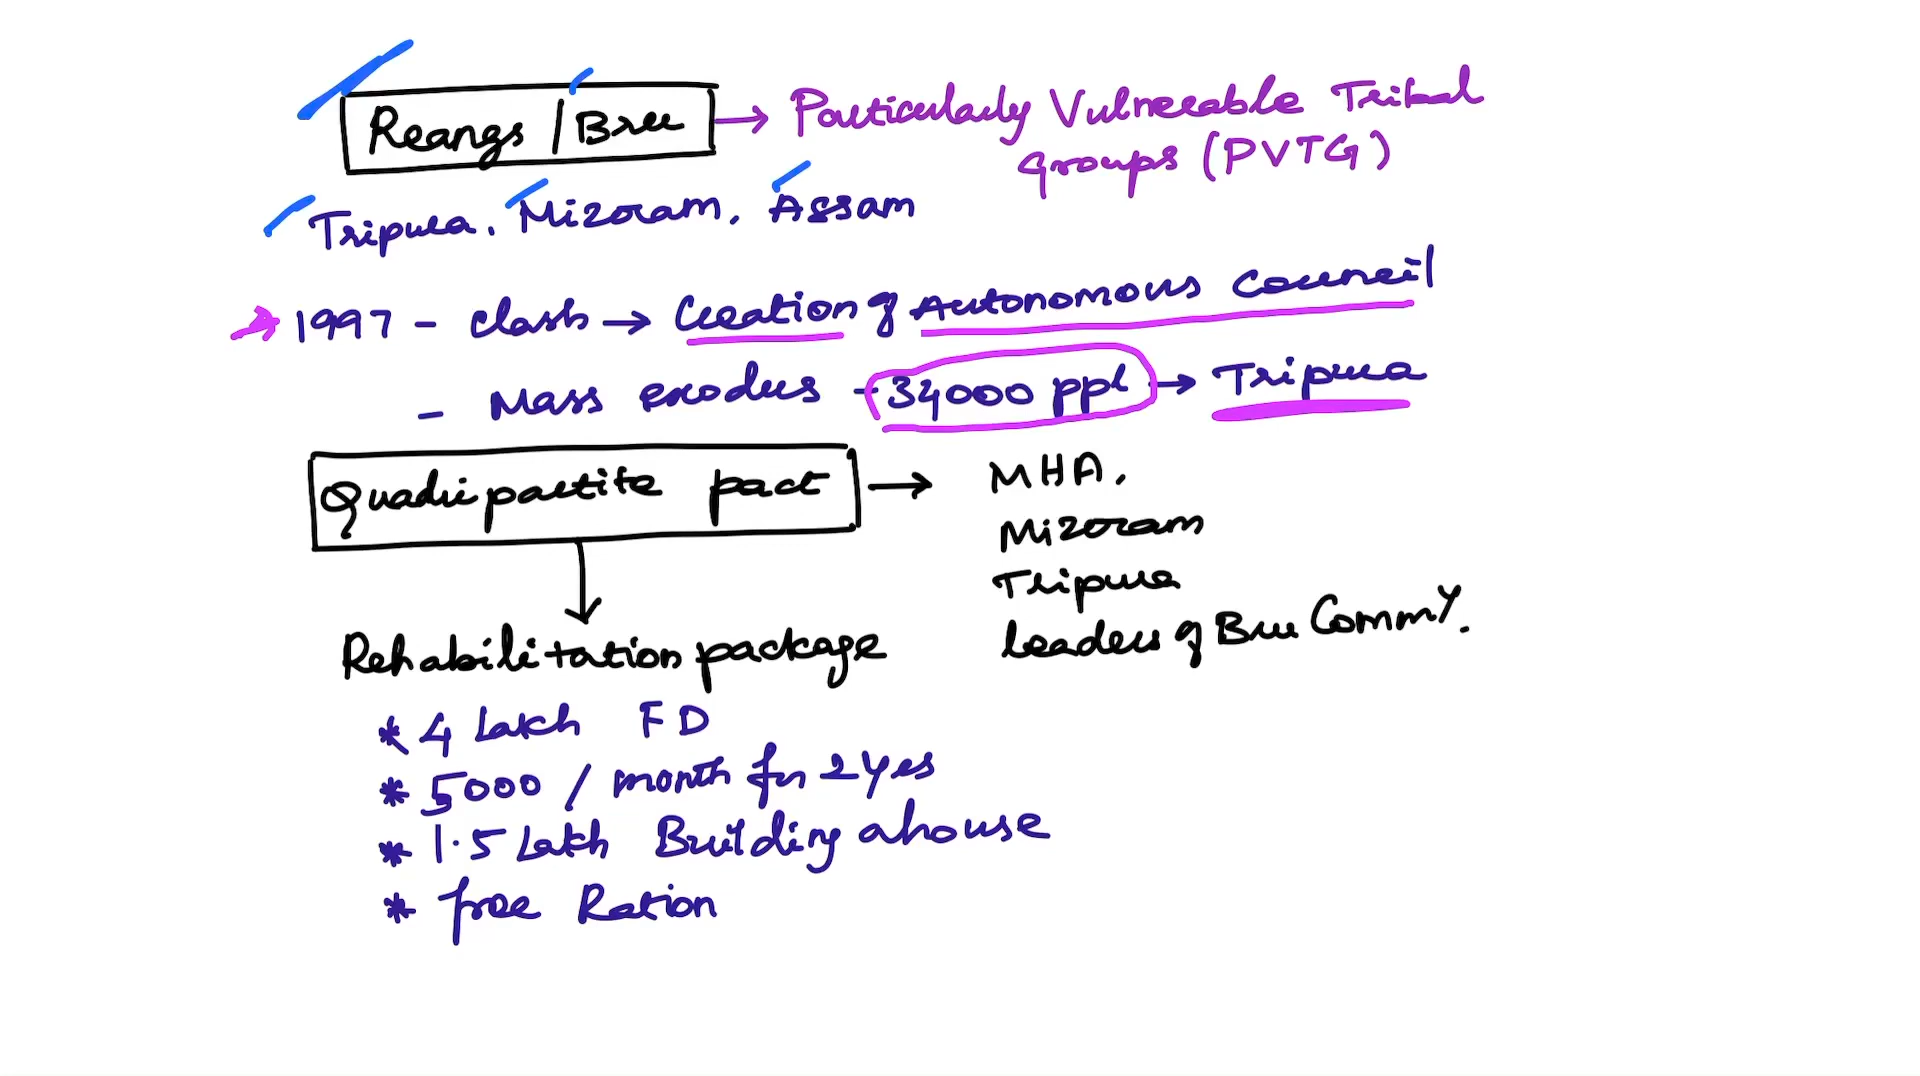 Reangs / Bru → Particularly Vulnerable Tribal
Groups (PVTG)
Tripura, Mizoram, Assam
→ 1997 - clash → Creation of Autonomous Council
- Mass exodus - 34000 ppl → Tripura
Quadripartite pact → MHA,
Mizoram
Tripura
leaders of Bru Commy.
Rehabilitation package
* 4 Lakh FD
* 5000 / month for 2 yrs
* 1.5 Lakh Building a house
* free Ration